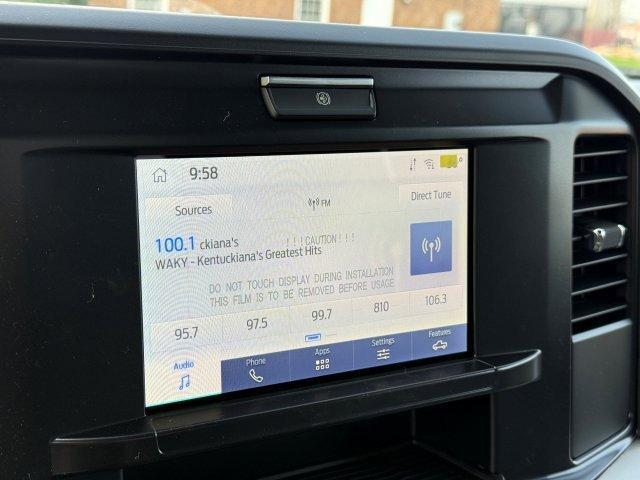 9:58
Sources
FM
Direct Tune
100.1 ckiana's
! ! ! CAUTION ! ! !
WAKY - Kentuckiana's Greatest Hits
DO NOT TOUCH DISPLAY DURING INSTALLATION
THIS FILM IS TO BE REMOVED BEFORE USAGE
95.7 97.5 99.7 810 106.3
Audio Phone Apps Settings Features